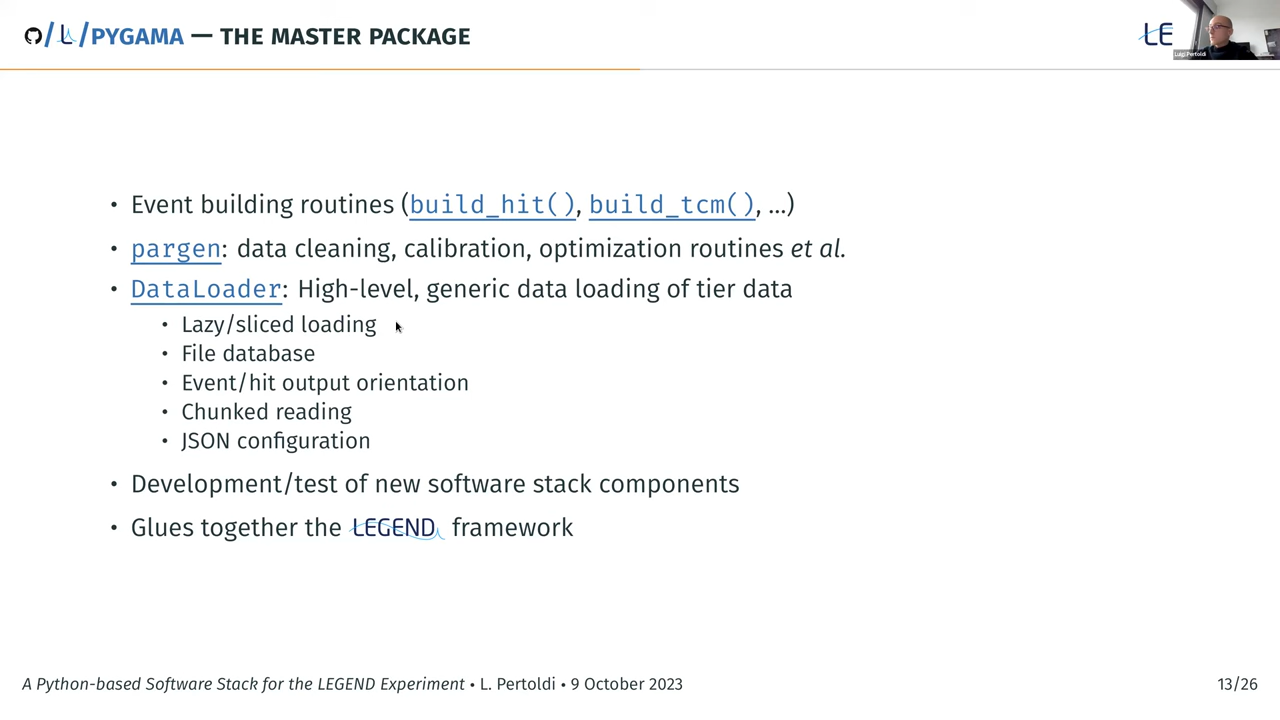 /L/PYGAMA — THE MASTER PACKAGE
LE
Luigi Pertoldi
• Event building routines (build_hit(), build_tcm(), ...)
• pargen: data cleaning, calibration, optimization routines et al.
• DataLoader: High-level, generic data loading of tier data
• Lazy/sliced loading
• File database
• Event/hit output orientation
• Chunked reading
• JSON configuration
• Development/test of new software stack components
• Glues together the LEGEND framework
A Python-based Software Stack for the LEGEND Experiment • L. Pertoldi • 9 October 2023
13/26